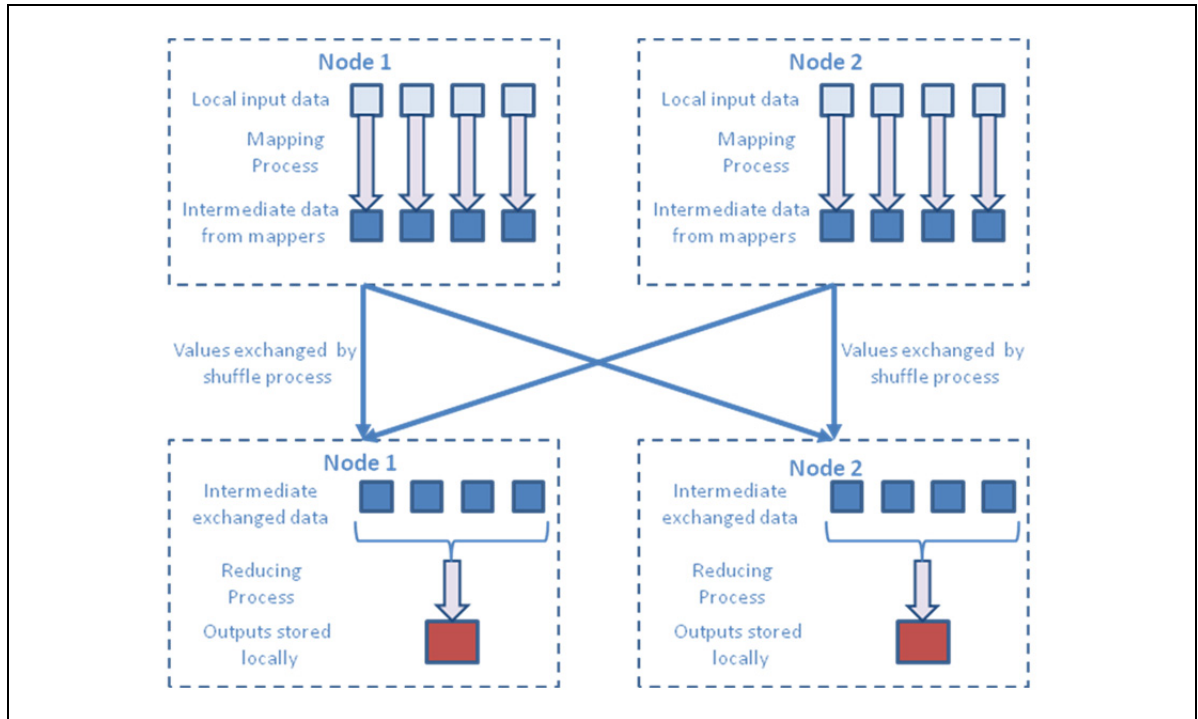 Node 1
Local input data
Mapping
Process
Intermediate data
from mappers
Node 2
Local input data
Mapping
Process
Intermediate data
from mappers
Values exchanged by
shuffle process
Values exchanged by
shuffle process
Node 1
Intermediate
exchanged data
Reducing
Process
Outputs stored
locally
Node 2
Intermediate
exchanged data
Reducing
Process
Outputs stored
locally